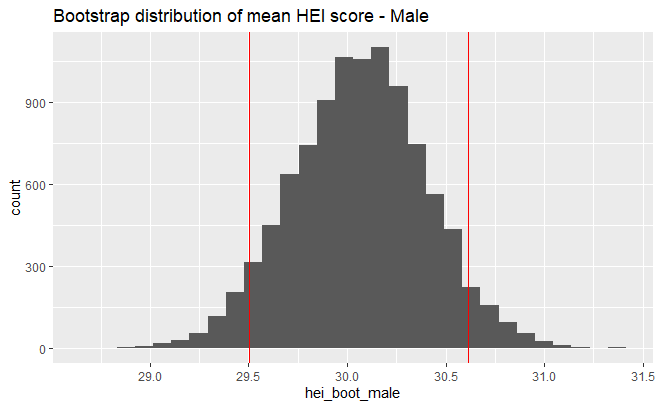 Bootstrap distribution of mean HEI score - Male
count
900
600
300
0
29.0 29.5 30.0 30.5 31.0 31.5
hei_boot_male